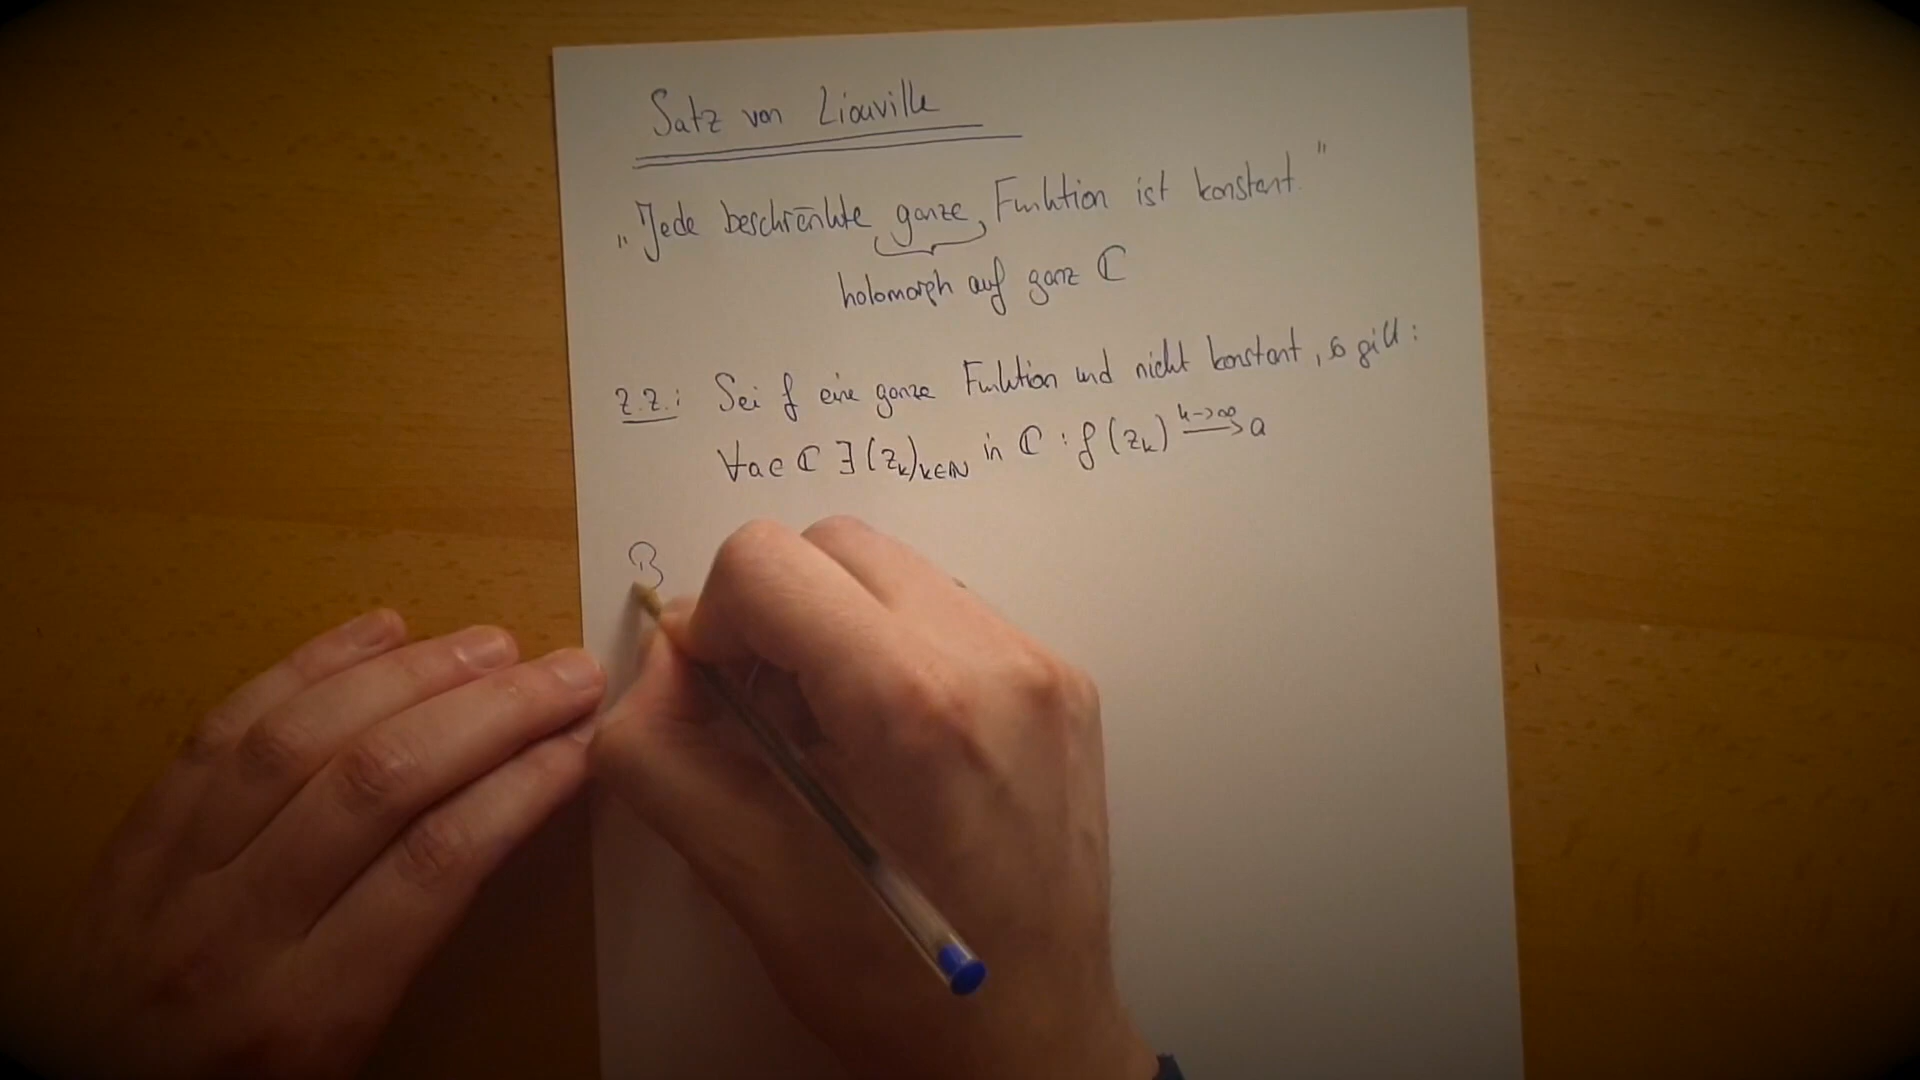 Satz von Liouville
„Jede beschränkte ganze Funktion ist konstant."
holomorph auf ganz ℂ
Z.Z.: Sei f eine ganze Funktion und nicht konstant, so gilt:
∀a∈ℂ ∃(z_k)_{k∈ℕ} in ℂ : f(z_k) \xrightarrow{k->∞} a
B